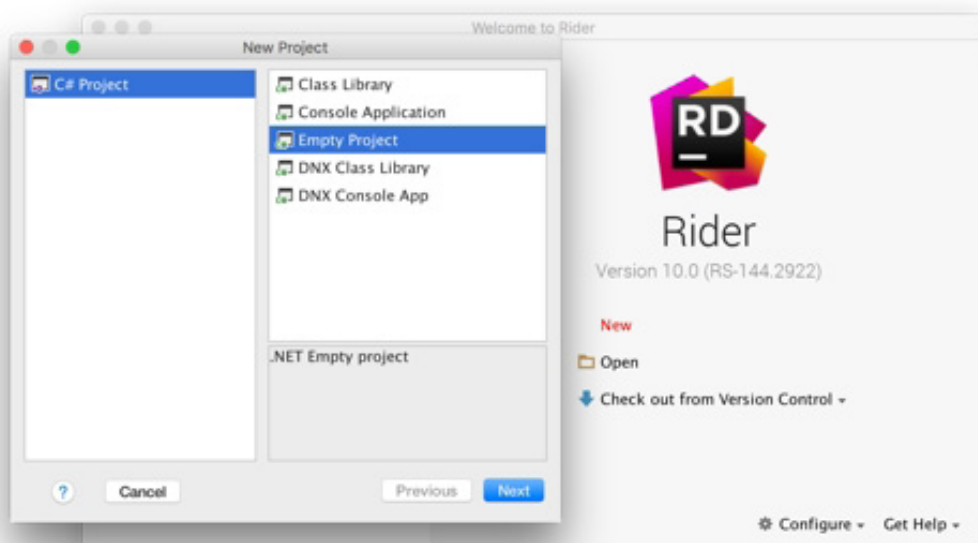 Welcome to Rider
New Project
C# Project
Class Library
Console Application
Empty Project
DNX Class Library
DNX Console App
.NET Empty project
?
Cancel
Previous
Next
RD
Rider
Version 10.0 (RS-144.2922)
New
Open
Check out from Version Control
Configure
Get Help